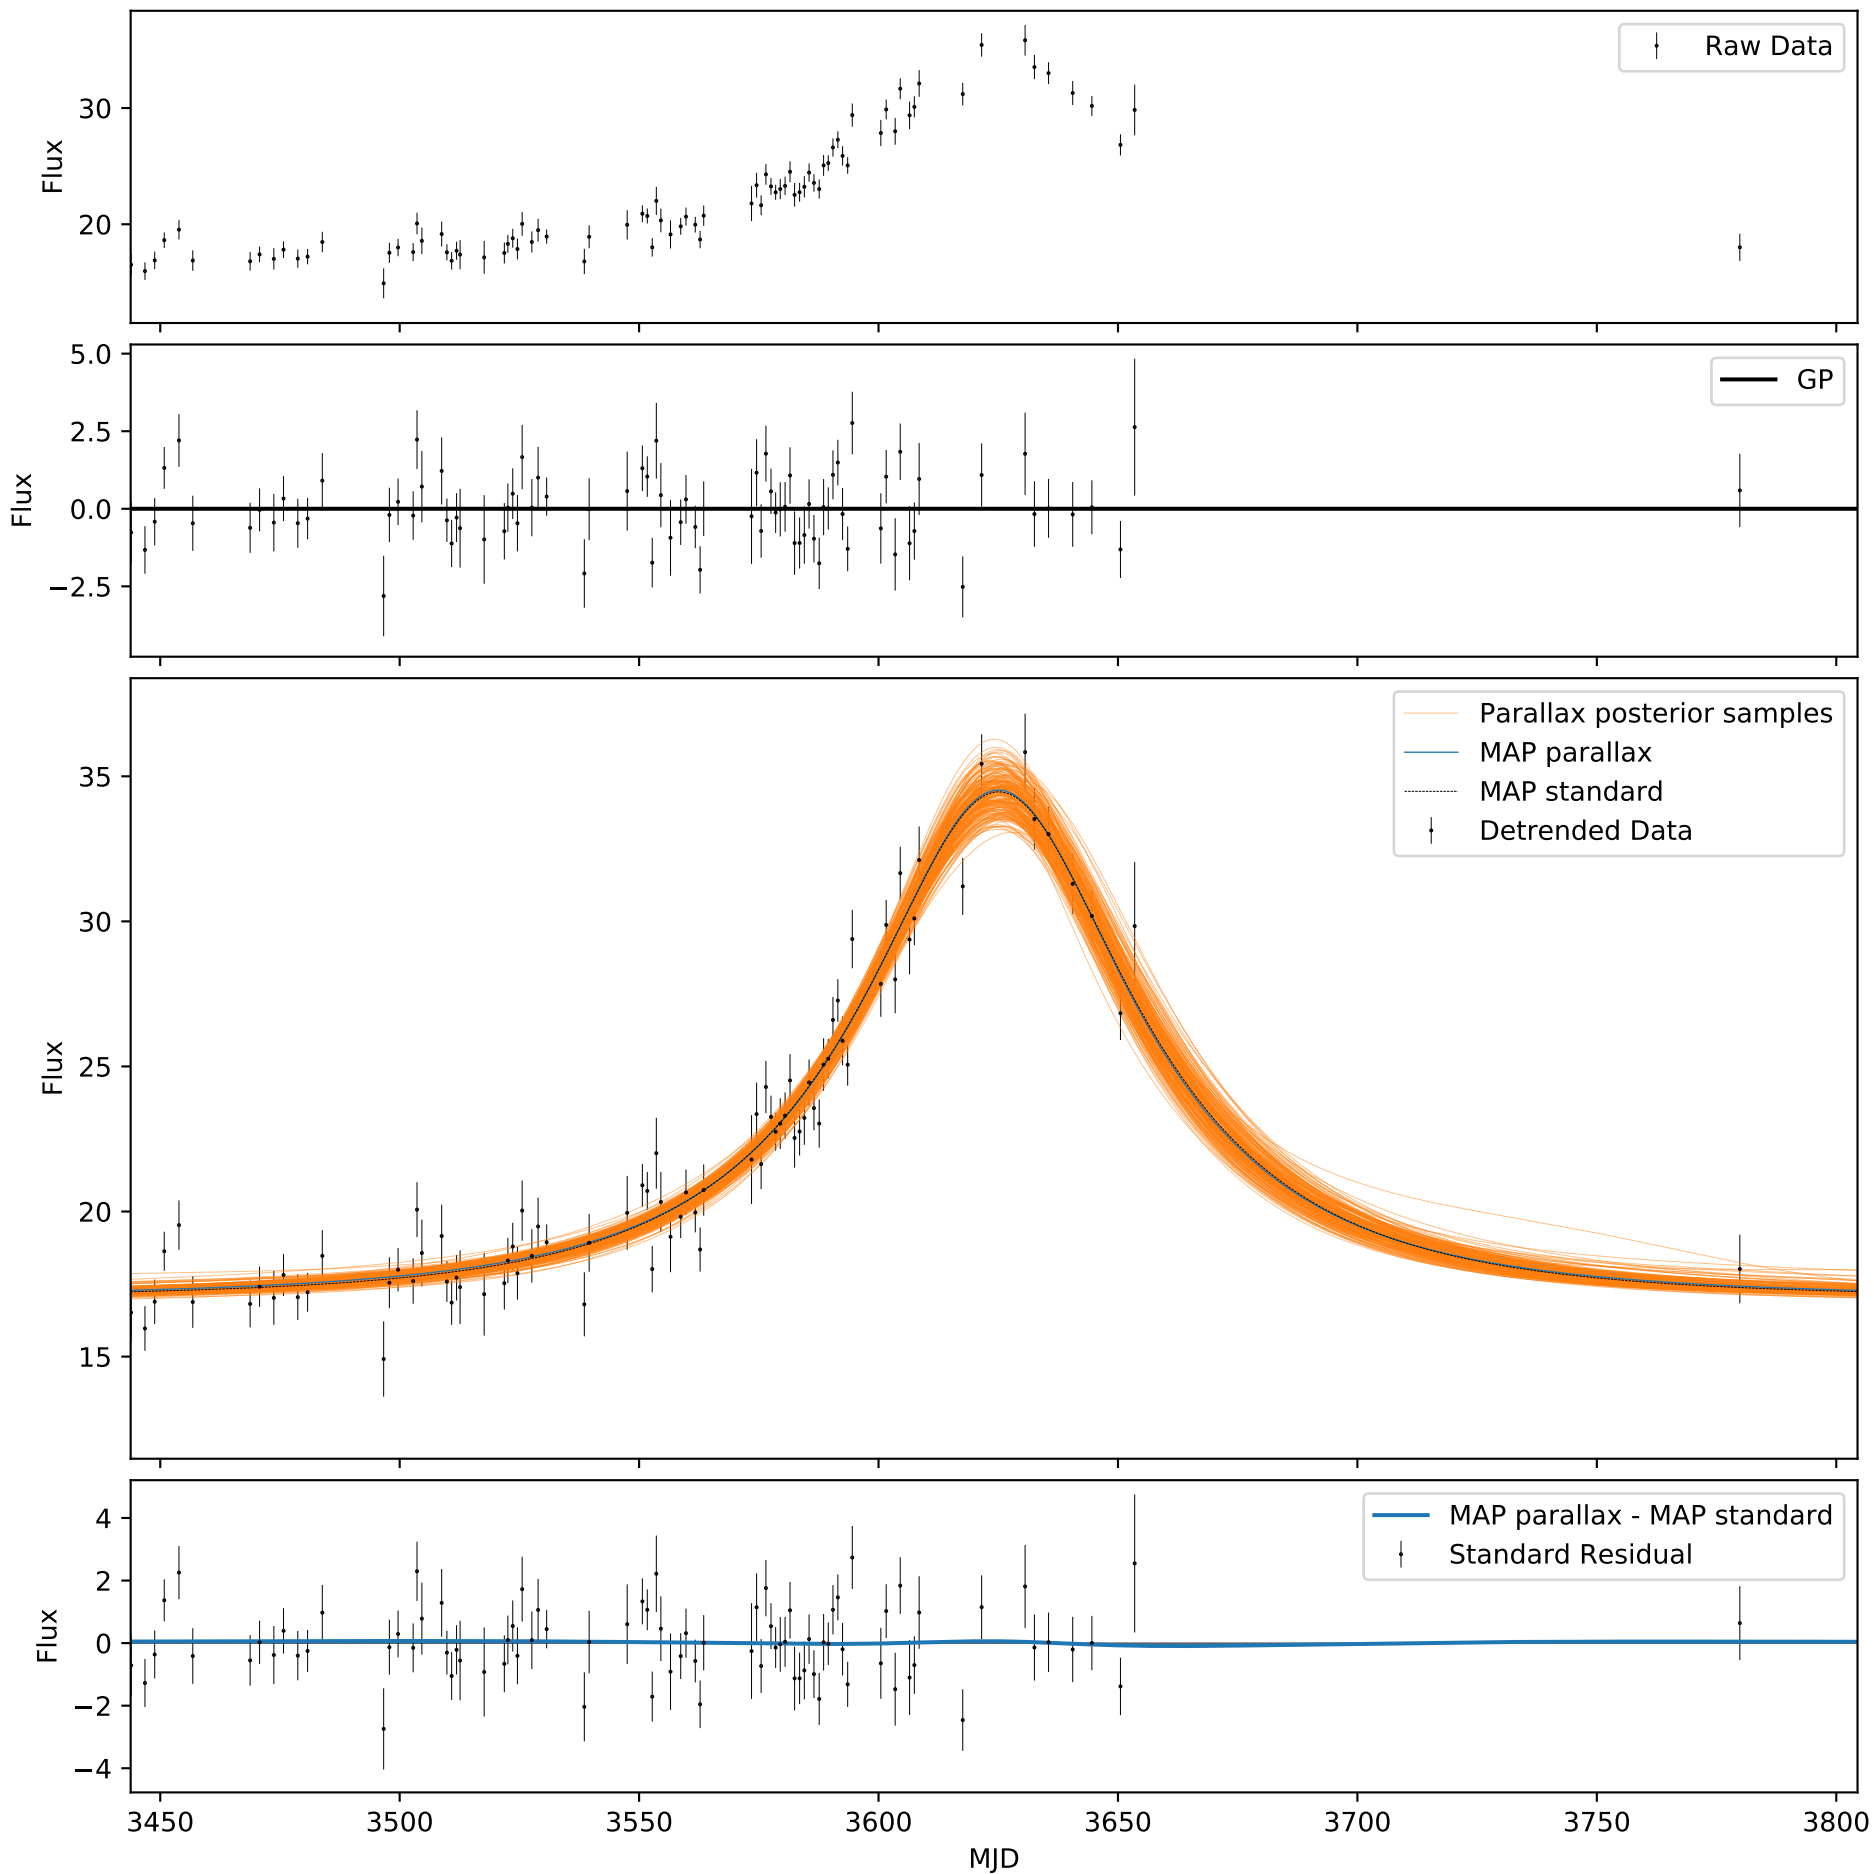 Raw Data
30
20
Flux
GP
5.0
2.5
0.0
−2.5
Flux
Parallax posterior samples
MAP parallax
MAP standard
Detrended Data
35
30
25
20
15
Flux
MAP parallax - MAP standard
Standard Residual
4
2
0
−2
−4
Flux
3450 3500 3550 3600 3650 3700 3750 3800
MJD